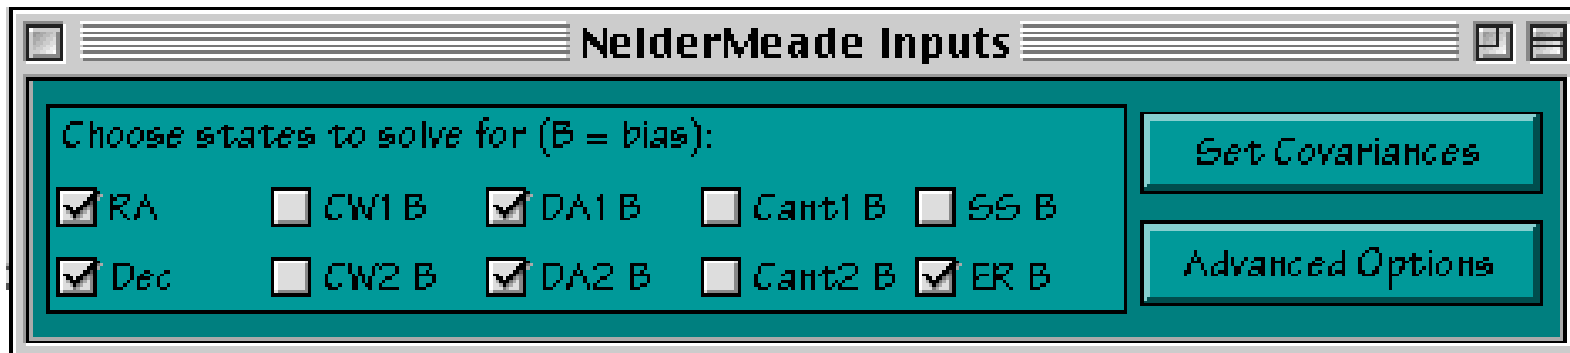 NelderMeade Inputs
Choose states to solve for (B = bias):
RA CW1 B DA1 B Cant1 B SS B
Dec CW2 B DA2 B Cant2 B ER B
Set Covariances
Advanced Options